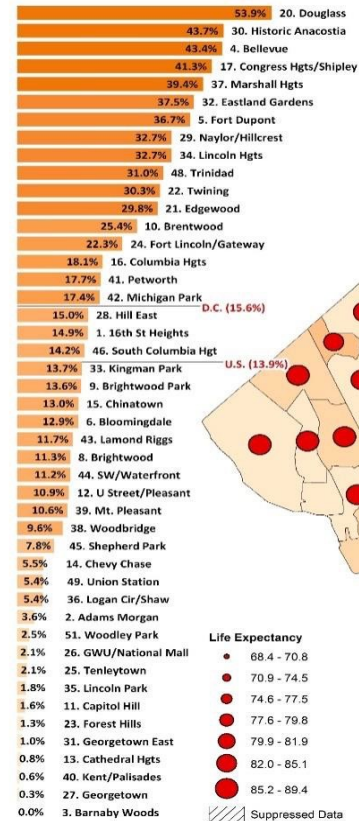 53.9% 20. Douglass
43.7% 30. Historic Anacostia
43.4% 4. Bellevue
41.3% 17. Congress Hgts/Shipley
39.4% 37. Marshall Hgts
37.5% 32. Eastland Gardens
36.7% 5. Fort Dupont
32.7% 29. Naylor/Hillcrest
32.7% 34. Lincoln Hgts
31.0% 48. Trinidad
30.3% 22. Twining
29.8% 21. Edgewood
25.4% 10. Brentwood
22.3% 24. Fort Lincoln/Gateway
18.1% 16. Columbia Hgts
17.7% 41. Petworth
17.4% 42. Michigan Park
D.C. (15.6%)
15.0% 28. Hill East
14.9% 1. 16th St Heights
14.2% 46. South Columbia Hgt
U.S. (13.9%)
13.7% 33. Kingman Park
13.6% 9. Brightwood Park
13.0% 15. Chinatown
12.9% 6. Bloomingdale
11.7% 43. Lamond Riggs
11.3% 8. Brightwood
11.2% 44. SW/Waterfront
10.9% 12. U Street/Pleasant
10.6% 39. Mt. Pleasant
9.6% 38. Woodbridge
7.8% 45. Shepherd Park
5.5% 14. Chevy Chase
5.4% 49. Union Station
5.4% 36. Logan Cir/Shaw
3.6% 2. Adams Morgan
2.5% 51. Woodley Park
2.1% 26. GWU/National Mall
2.1% 25. Tenleytown
1.8% 35. Lincoln Park
1.6% 11. Capitol Hill
1.3% 23. Forest Hills
1.0% 31. Georgetown East
0.8% 13. Cathedral Hgts
0.6% 40. Kent/Palisades
0.3% 27. Georgetown
0.0% 3. Barnaby Woods
Life Expectancy
68.4 - 70.8
70.9 - 74.5
74.6 - 77.5
77.6 - 79.8
79.9 - 81.9
82.0 - 85.1
85.2 - 89.4
Suppressed Data